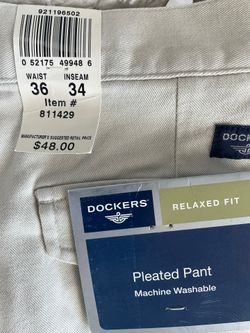 921196502
0 52175 49948 6
WAIST INSEAM
36 34
Item #
811429
MANUFACTURER'S SUGGESTED RETAIL PRICE
$48.00
DOCKERS
DOCKERS
RELAXED FIT
Pleated Pant
Machine Washable